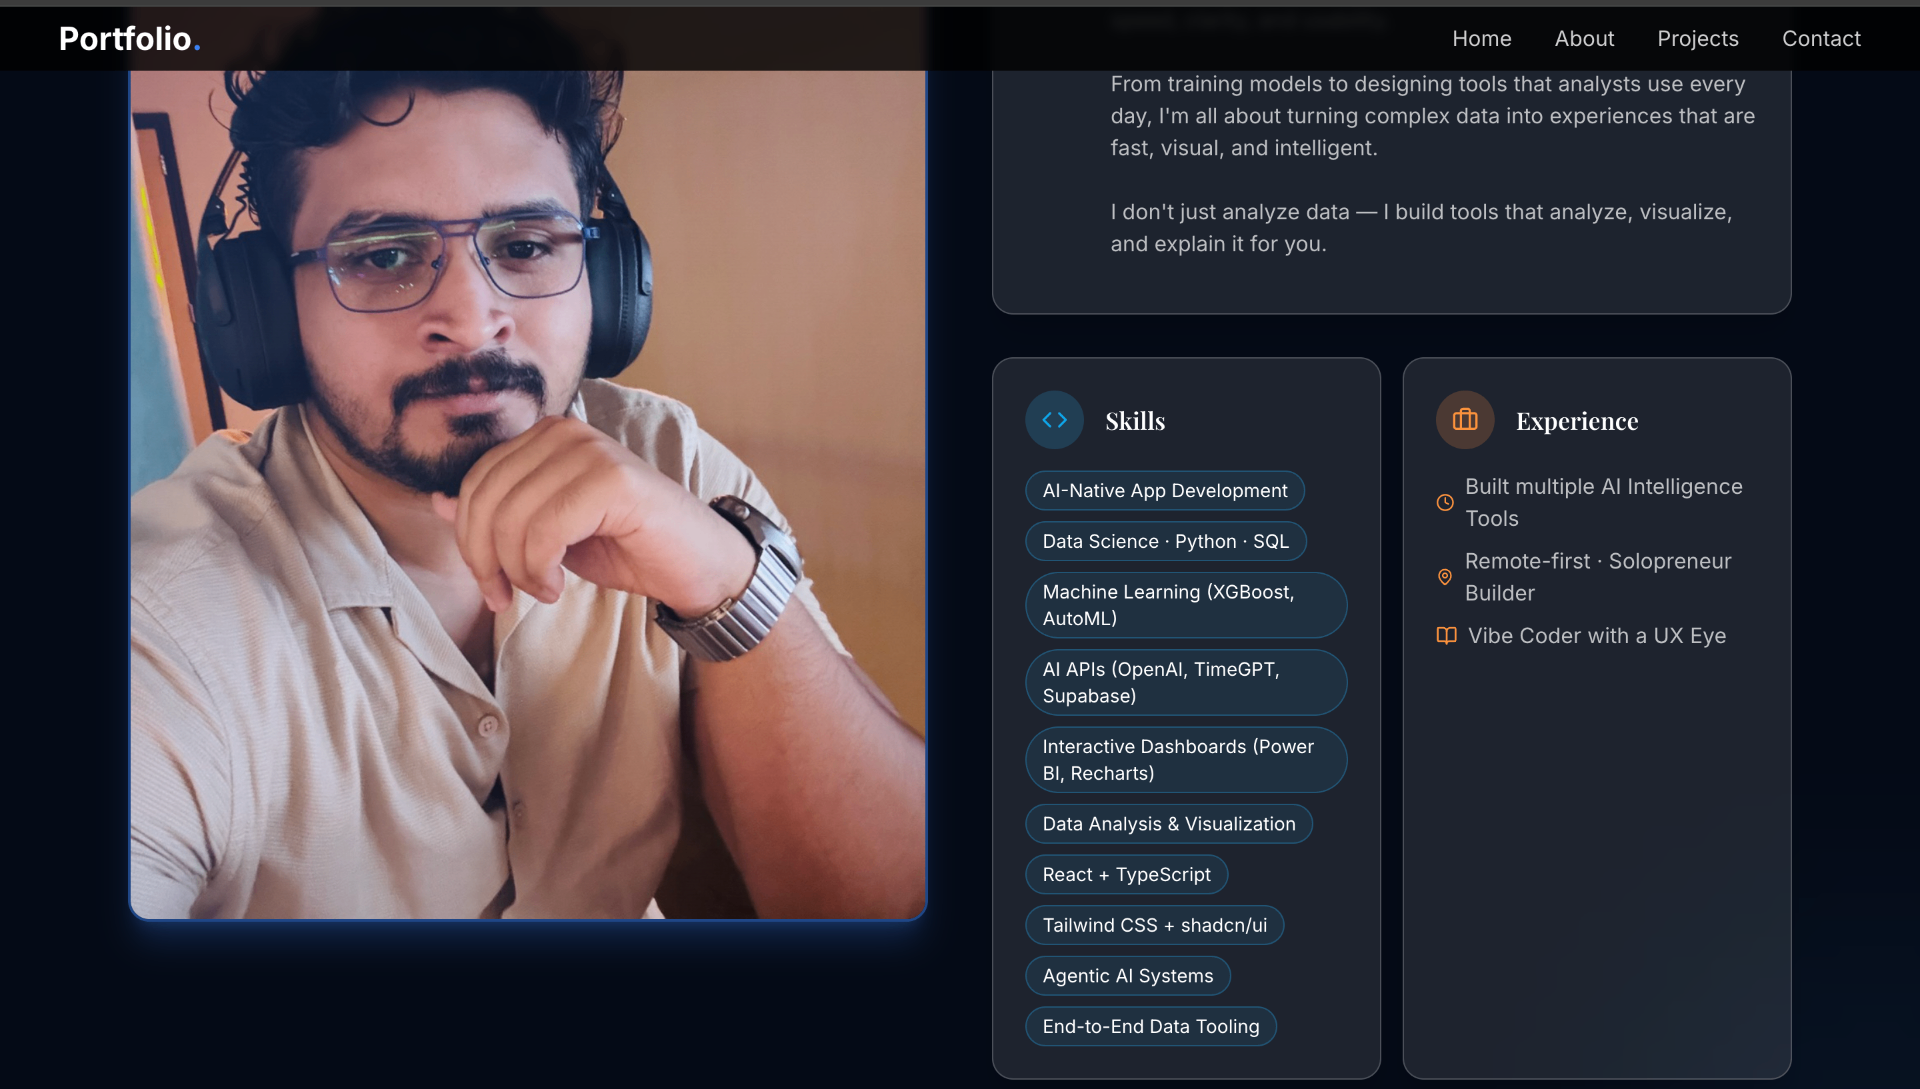 Portfolio.
Home
About
Projects
Contact
From training models to designing tools that analysts use every
day, I'm all about turning complex data into experiences that are
fast, visual, and intelligent.
I don't just analyze data — I build tools that analyze, visualize,
and explain it for you.
Skills
AI-Native App Development
Data Science · Python · SQL
Machine Learning (XGBoost,
AutoML)
AI APIs (OpenAI, TimeGPT,
Supabase)
Interactive Dashboards (Power
BI, Recharts)
Data Analysis & Visualization
React + TypeScript
Tailwind CSS + shadcn/ui
Agentic AI Systems
End-to-End Data Tooling
Experience
Built multiple AI Intelligence
Tools
Remote-first · Solopreneur
Builder
Vibe Coder with a UX Eye